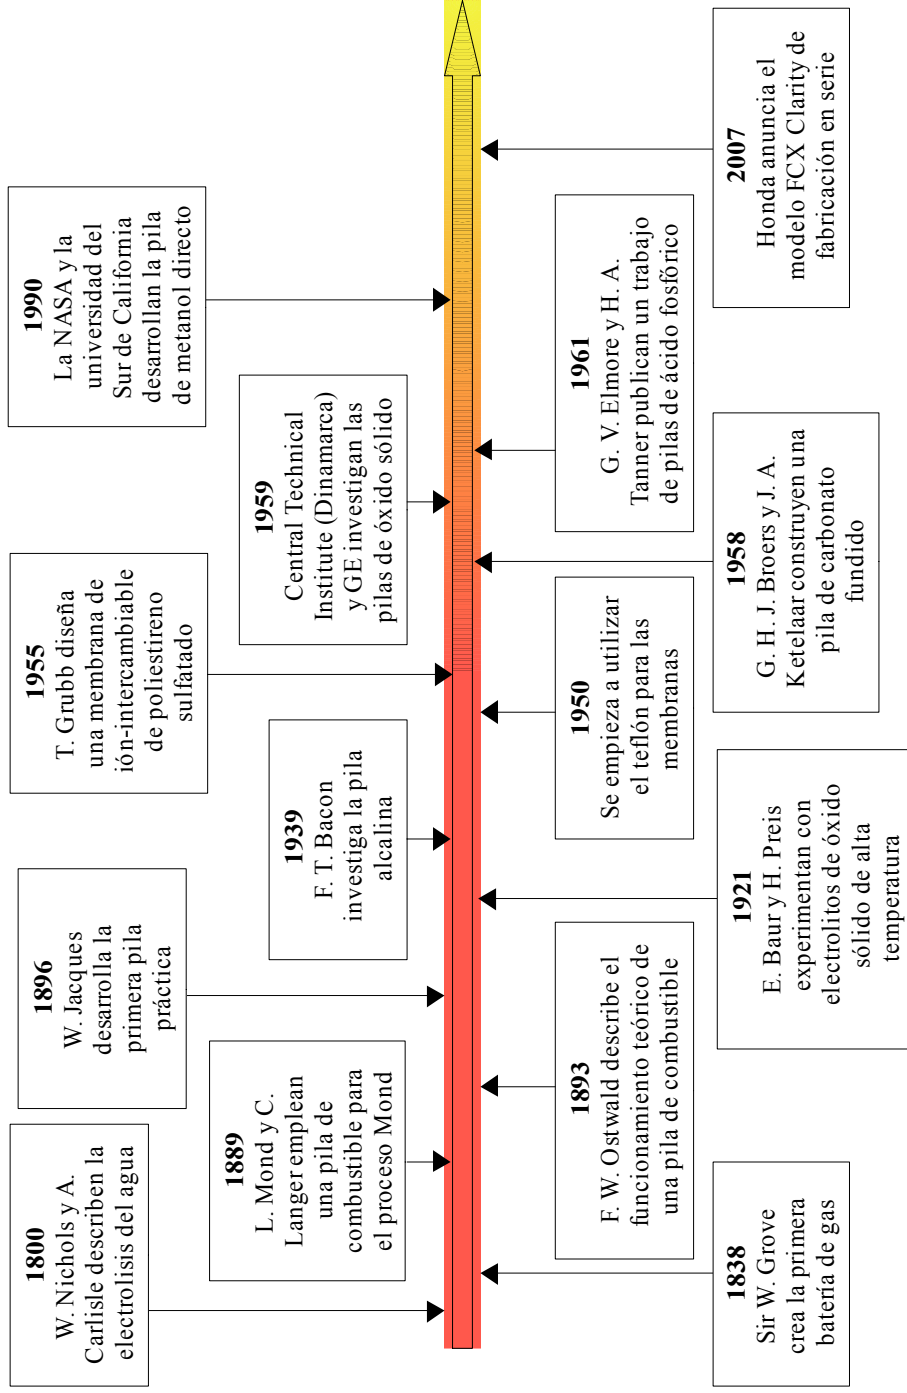 1800
W. Nichols y A.
Carlisle describen la
electrolisis del agua
1838
Sir W. Grove
crea la primera
batería de gas
1889
L. Mond y C.
Langer emplean
una pila de
combustible para
el proceso Mond
1893
F. W. Ostwald describe el
funcionamiento teórico de
una pila de combustible
1896
W. Jacques
desarrolla la
primera pila
práctica
1921
E. Baur y H. Preis
experimentan con
electrolitos de óxido
sólido de alta
temperatura
1939
F. T. Bacon
investiga la pila
alcalina
1950
Se empieza a utilizar
el teflón para las
membranas
1955
T. Grubb diseña
una membrana de
ión-intercambiable
de poliestireno
sulfatado
1958
G. H. J. Broers y J. A.
Ketelaar construyen una
pila de carbonato
fundido
1959
Central Technical
Institute (Dinamarca)
y GE investigan las
pilas de óxido sólido
1961
G. V. Elmore y H. A.
Tanner publican un trabajo
de pilas de ácido fosfórico
1990
La NASA y la
universidad del
Sur de California
desarrollan la pila
de metanol directo
2007
Honda anuncia el
modelo FCX Clarity de
fabricación en serie